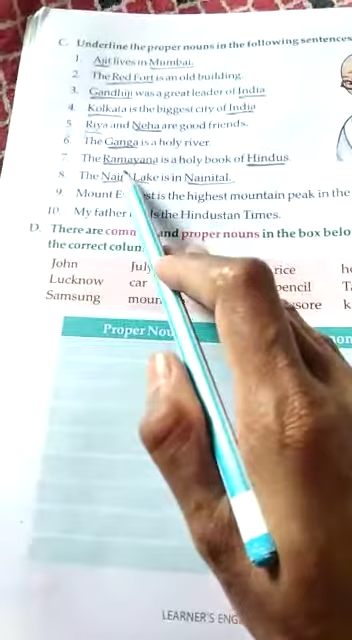 C. Underline the proper nouns in the following sentences
1. Ajit lives in Mumbai.
2. The Red Fort is an old building.
3. Gandhiji was a great leader of India
4. Kolkata is the biggest city of India
5. Riya and Neha are good friends.
6. The Ganga is a holy river
7. The Ramayana is a holy book of Hindus
8. The Lake is in Nainital.
9. Mount is the highest mountain peak in the
10. My father the Hindustan Times.
D. There are and proper nouns in the box
the correct
John July rice
Lucknow car pencil
Samsung
Proper
LEARNER'S